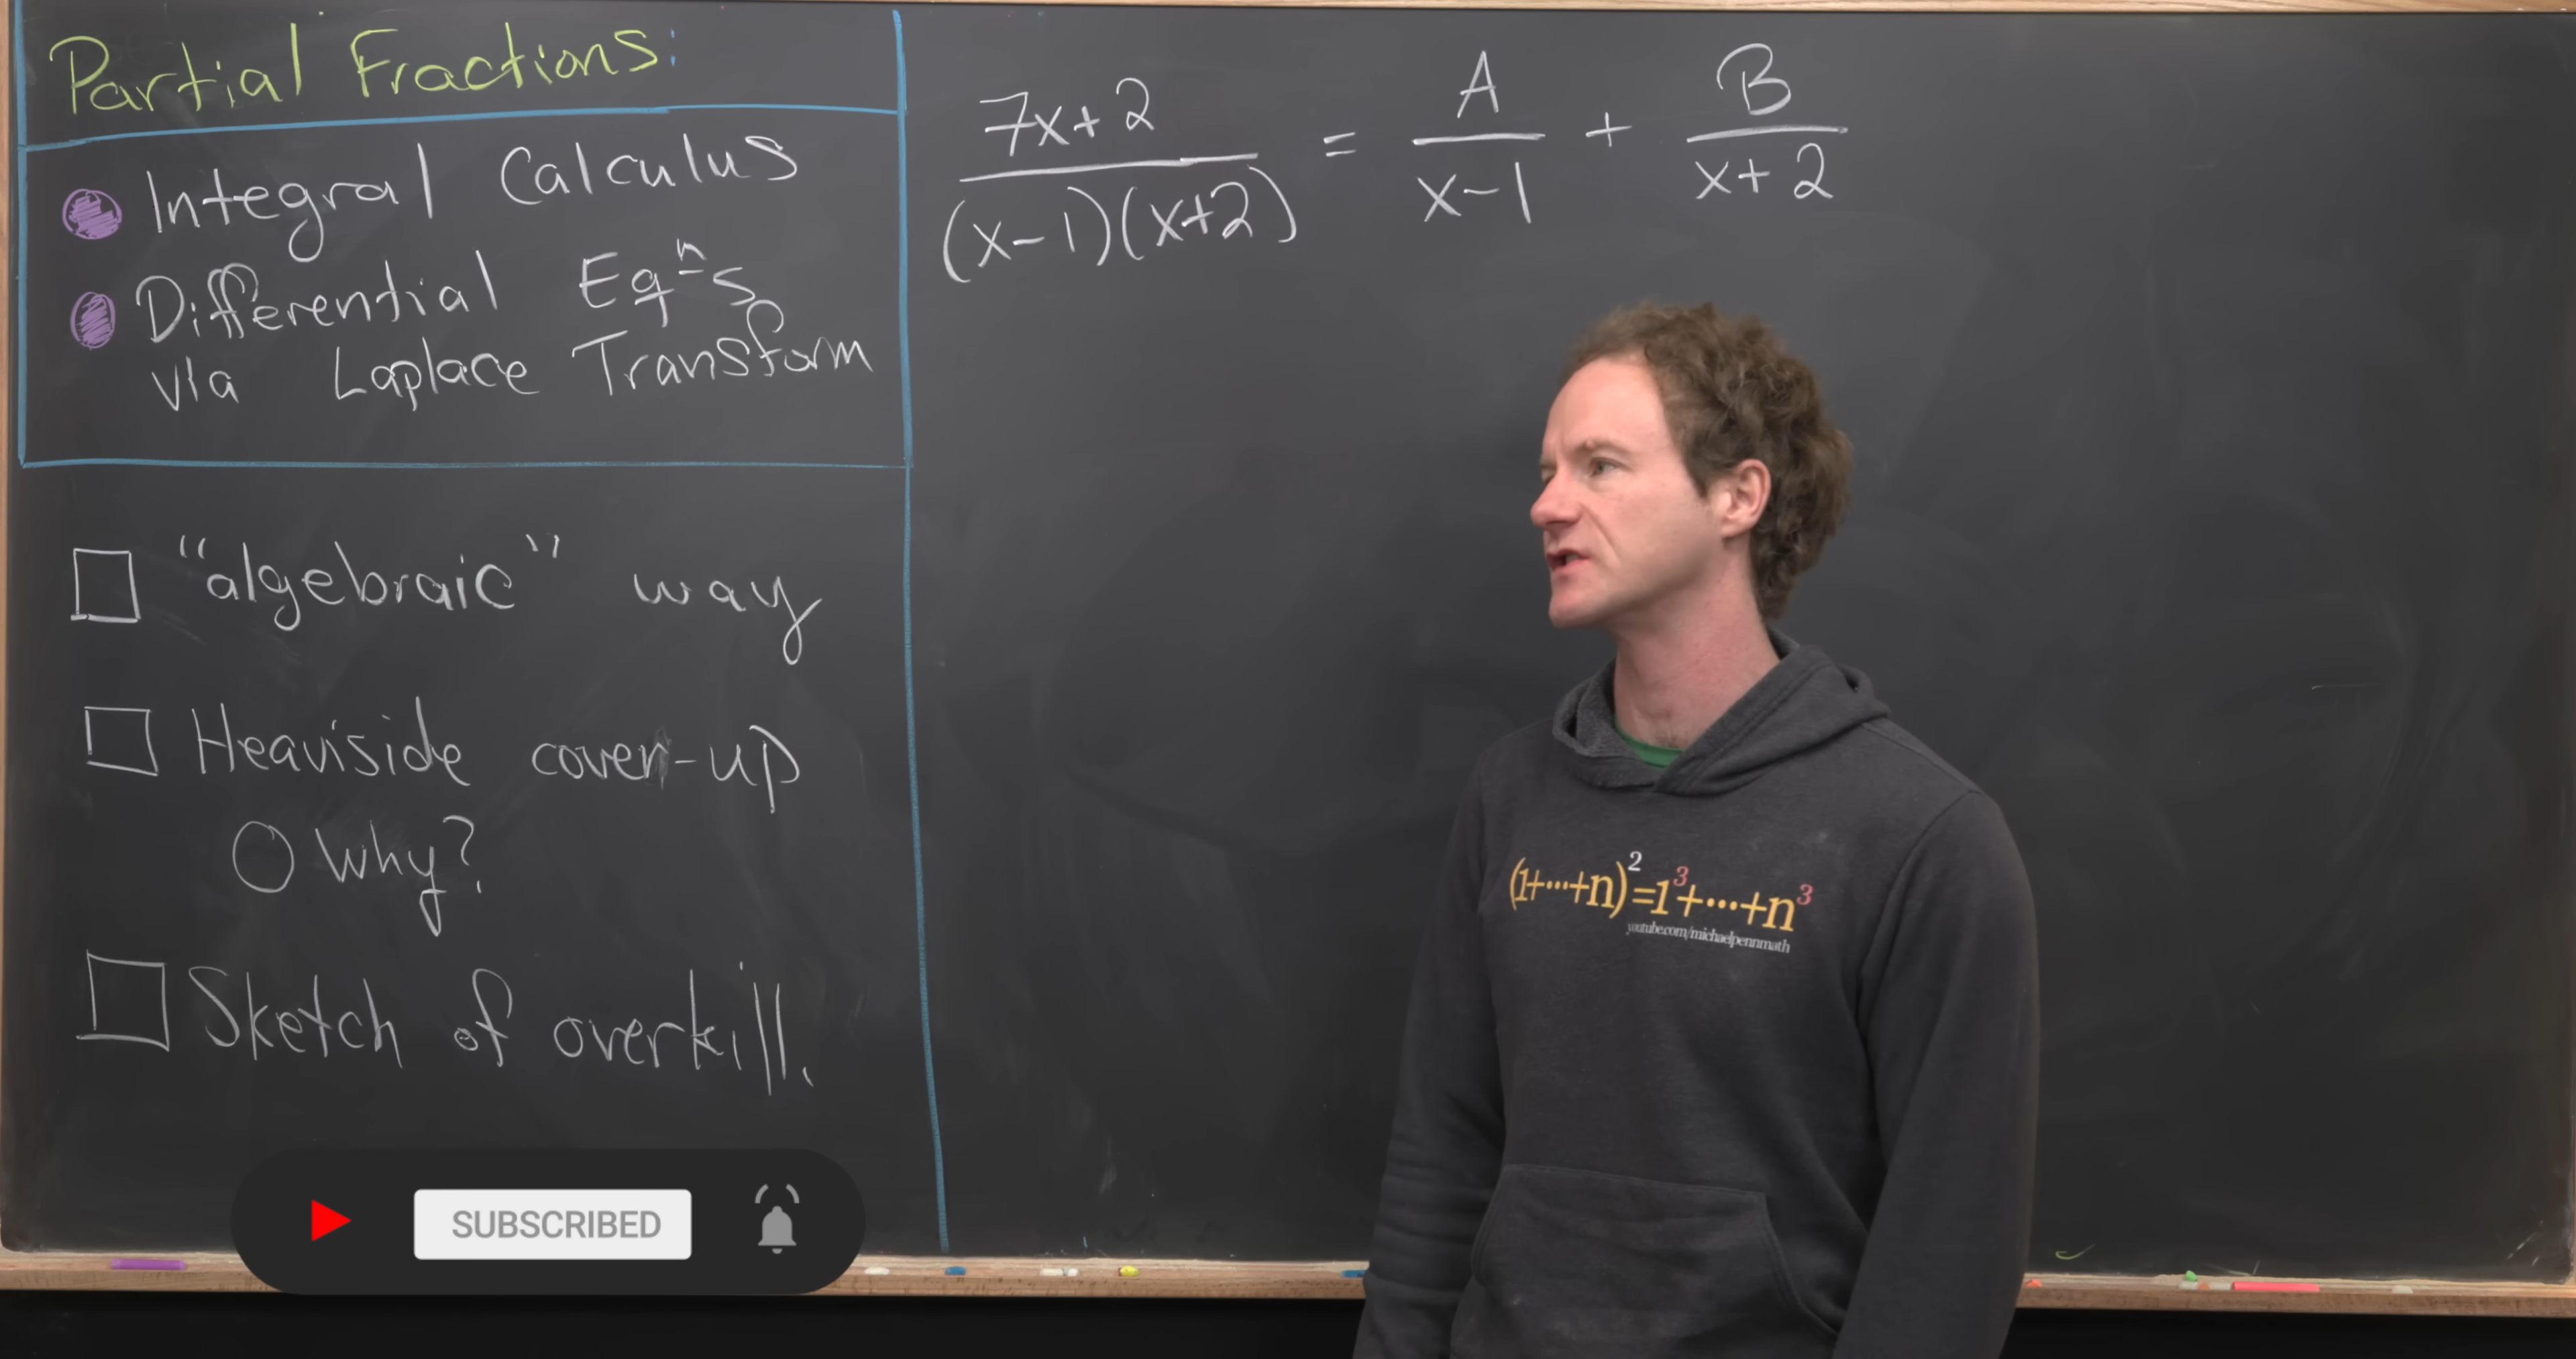 Partial Fractions:
Integral Calculus
Differential Eqⁿs
via Laplace Transform
"algebraic" way
Heaviside cover-up
Why?
Sketch of overkill.
7x+2
(x-1)(x+2)
=
A
x-1
+
B
x+2
(1+···+n)²=1³+···+n³
youtube.com/michaelpennmath
SUBSCRIBED